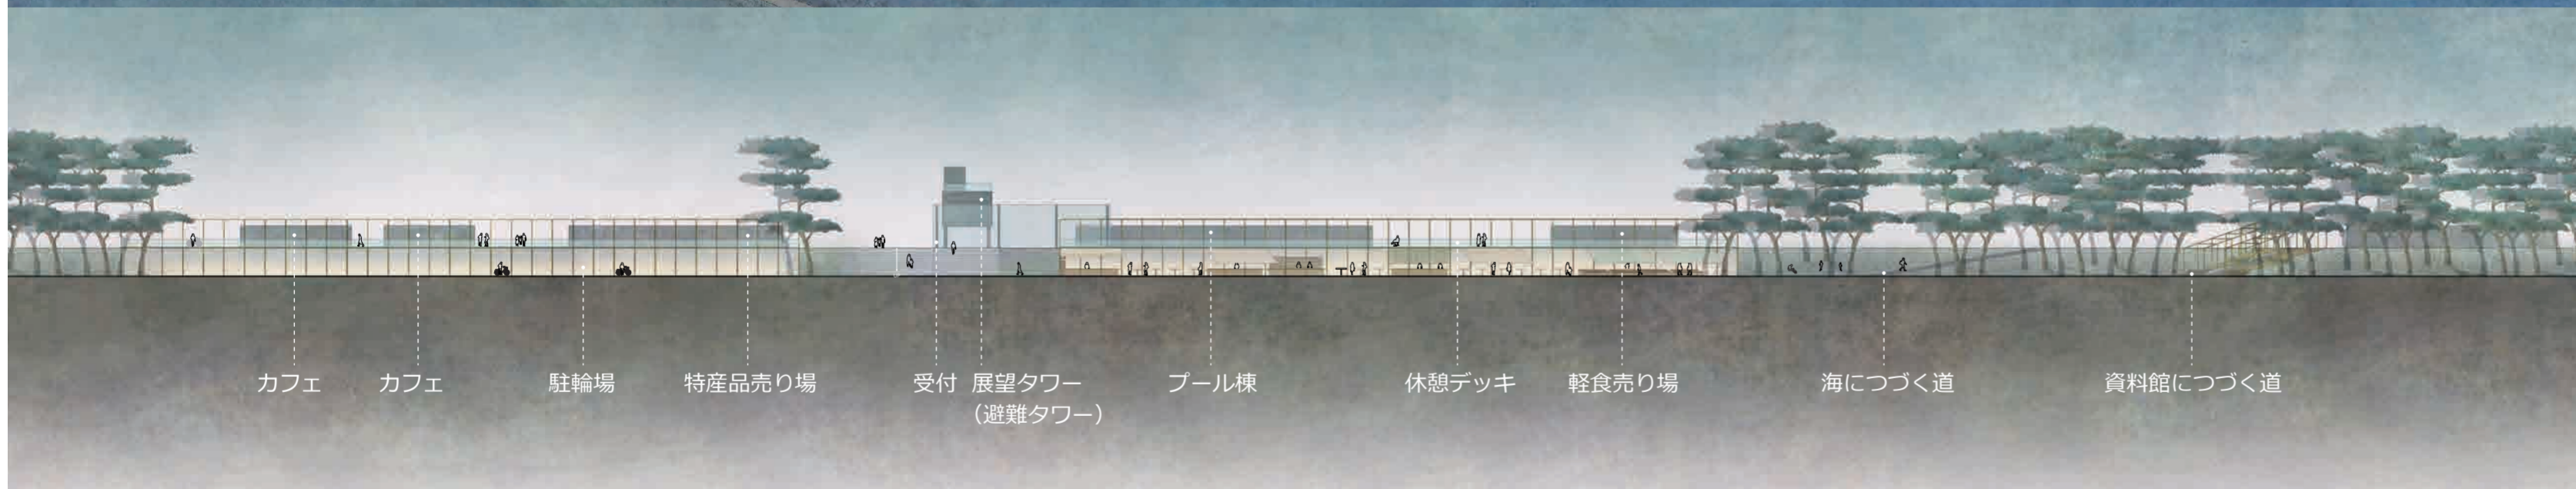 カフェ
カフェ
駐輪場
特産品売り場
受付
展望タワー
(避難タワー)
プール棟
休憩デッキ
軽食売り場
海につづく道
資料館につづく道